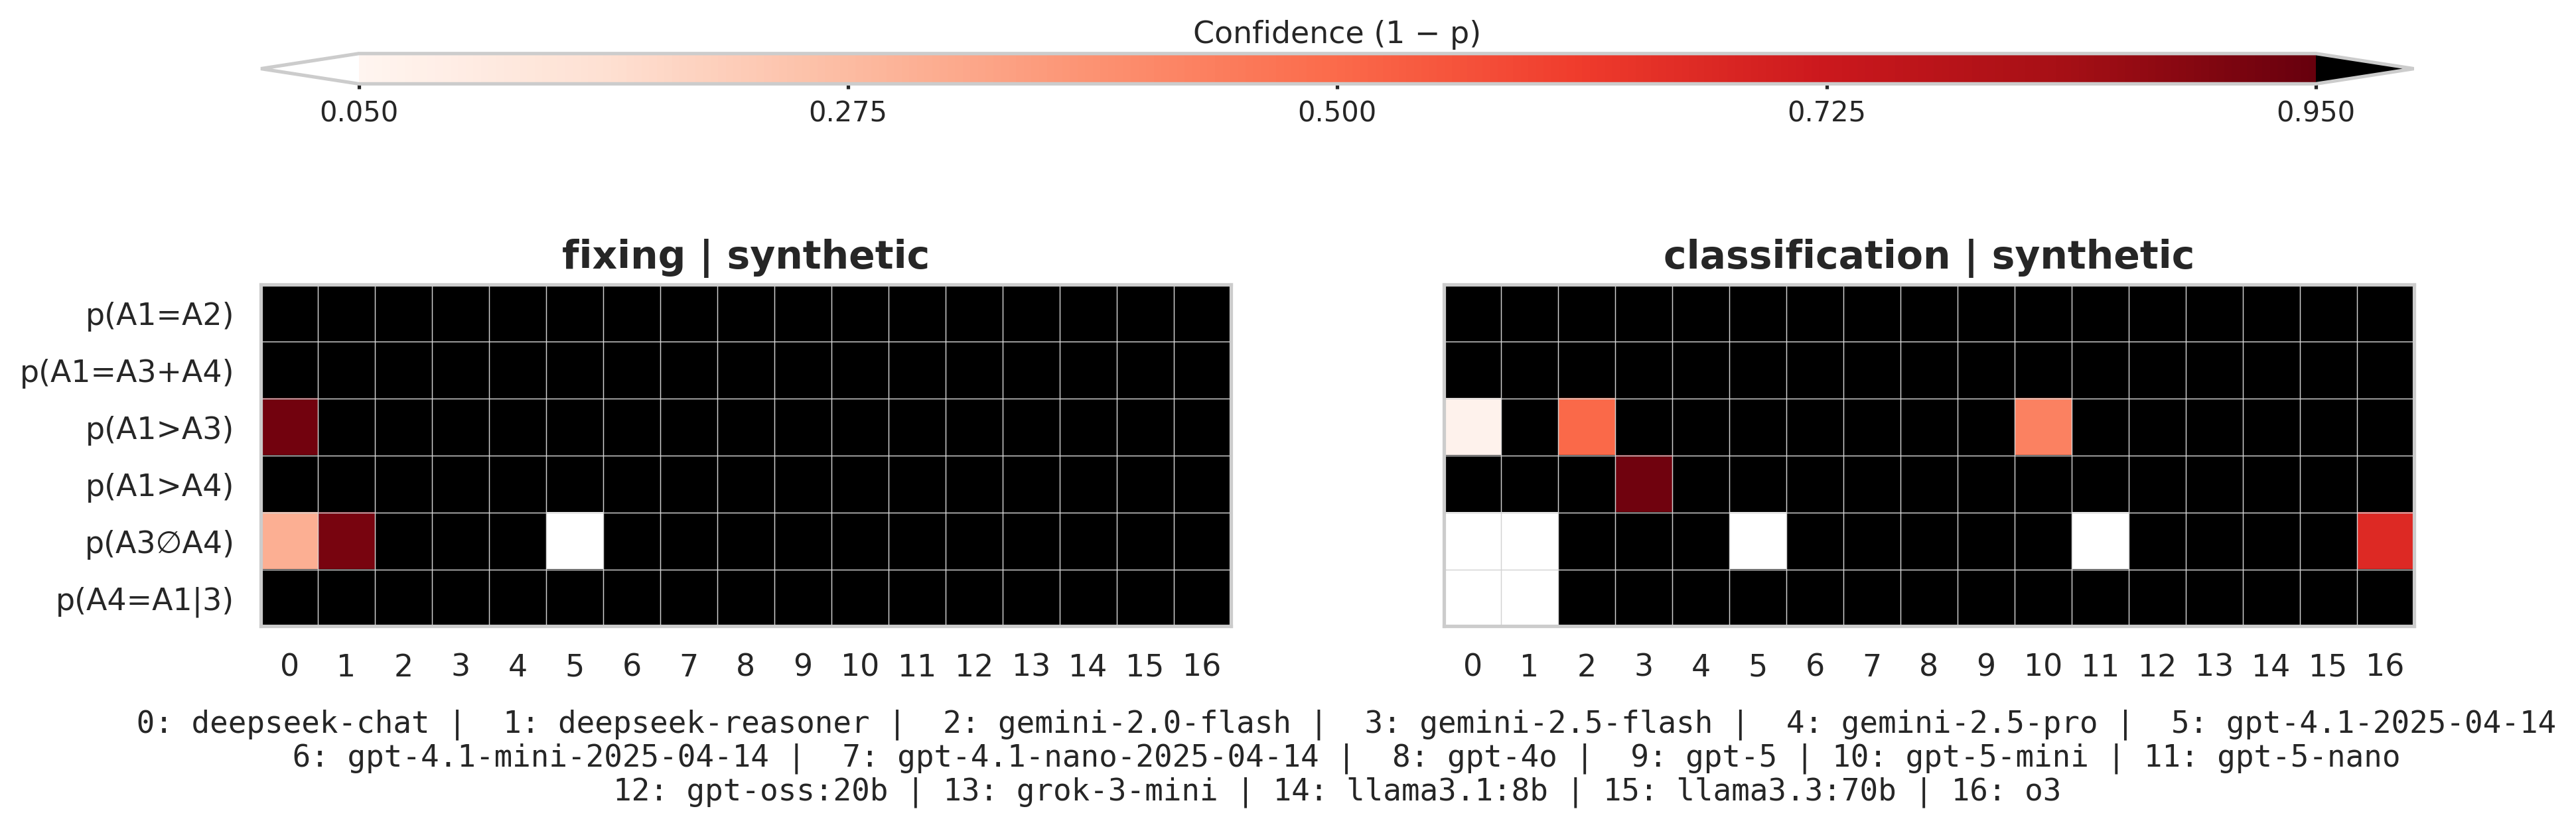 Confidence (1 − p)
0.050 0.275 0.500 0.725 0.950
fixing | synthetic
classification | synthetic
p(A1=A2)
p(A1=A3+A4)
p(A1>A3)
p(A1>A4)
p(A3∅A4)
p(A4=A1|3)
0 1 2 3 4 5 6 7 8 9 10 11 12 13 14 15 16
0 1 2 3 4 5 6 7 8 9 10 11 12 13 14 15 16
0: deepseek-chat | 1: deepseek-reasoner | 2: gemini-2.0-flash | 3: gemini-2.5-flash | 4: gemini-2.5-pro | 5: gpt-4.1-2025-04-14
6: gpt-4.1-mini-2025-04-14 | 7: gpt-4.1-nano-2025-04-14 | 8: gpt-4o | 9: gpt-5 | 10: gpt-5-mini | 11: gpt-5-nano
12: gpt-oss:20b | 13: grok-3-mini | 14: llama3.1:8b | 15: llama3.3:70b | 16: o3